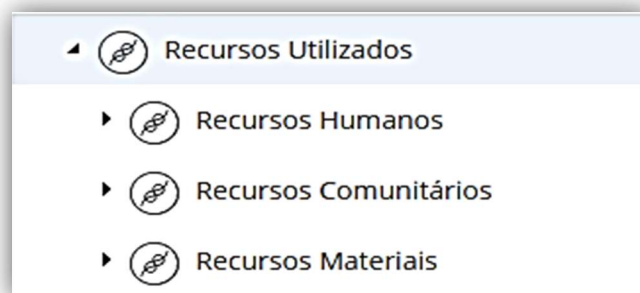 Recursos Utilizados
Recursos Humanos
Recursos Comunitários
Recursos Materiais